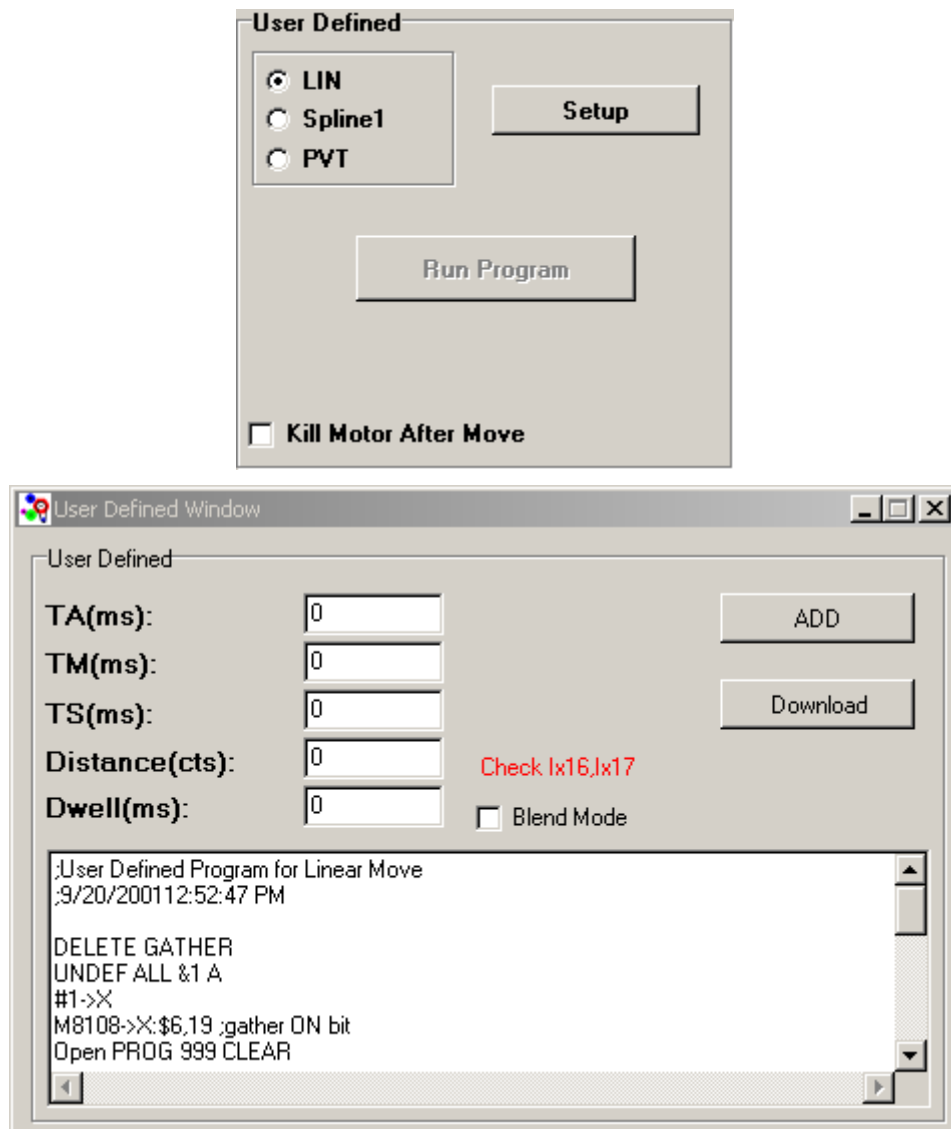 User Defined
LIN
Spline1
PVT
Setup
Run Program
Kill Motor After Move
User Defined Window
User Defined
TA(ms): 0
TM(ms): 0
TS(ms): 0
Distance(cts): 0
Dwell(ms): 0
ADD
Download
Check Ix16,Ix17
Blend Mode
;User Defined Program for Linear Move
;9/20/200112:52:47 PM
DELETE GATHER
UNDEF ALL &1 A
#1->X
M8108->X:$6,19 ;gather ON bit
Open PROG 999 CLEAR